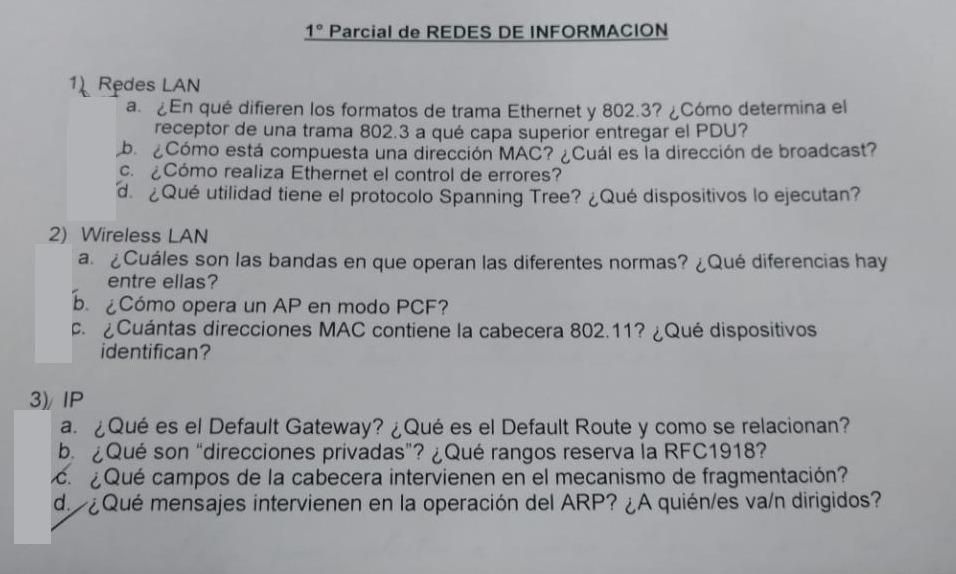 1° Parcial de REDES DE INFORMACION
1) Redes LAN
a. ¿En qué difieren los formatos de trama Ethernet y 802.3? ¿Cómo determina el
receptor de una trama 802.3 a qué capa superior entregar el PDU?
b. ¿Cómo está compuesta una dirección MAC? ¿Cuál es la dirección de broadcast?
c. ¿Cómo realiza Ethernet el control de errores?
d. ¿Qué utilidad tiene el protocolo Spanning Tree? ¿Qué dispositivos lo ejecutan?
2) Wireless LAN
a. ¿Cuáles son las bandas en que operan las diferentes normas? ¿Qué diferencias hay
entre ellas?
b. ¿Cómo opera un AP en modo PCF?
c. ¿Cuántas direcciones MAC contiene la cabecera 802.11? ¿Qué dispositivos
identifican?
3) IP
a. ¿Qué es el Default Gateway? ¿Qué es el Default Route y como se relacionan?
b. ¿Qué son “direcciones privadas”? ¿Qué rangos reserva la RFC1918?
c. ¿Qué campos de la cabecera intervienen en el mecanismo de fragmentación?
d. ¿Qué mensajes intervienen en la operación del ARP? ¿A quién/es va/n dirigidos?